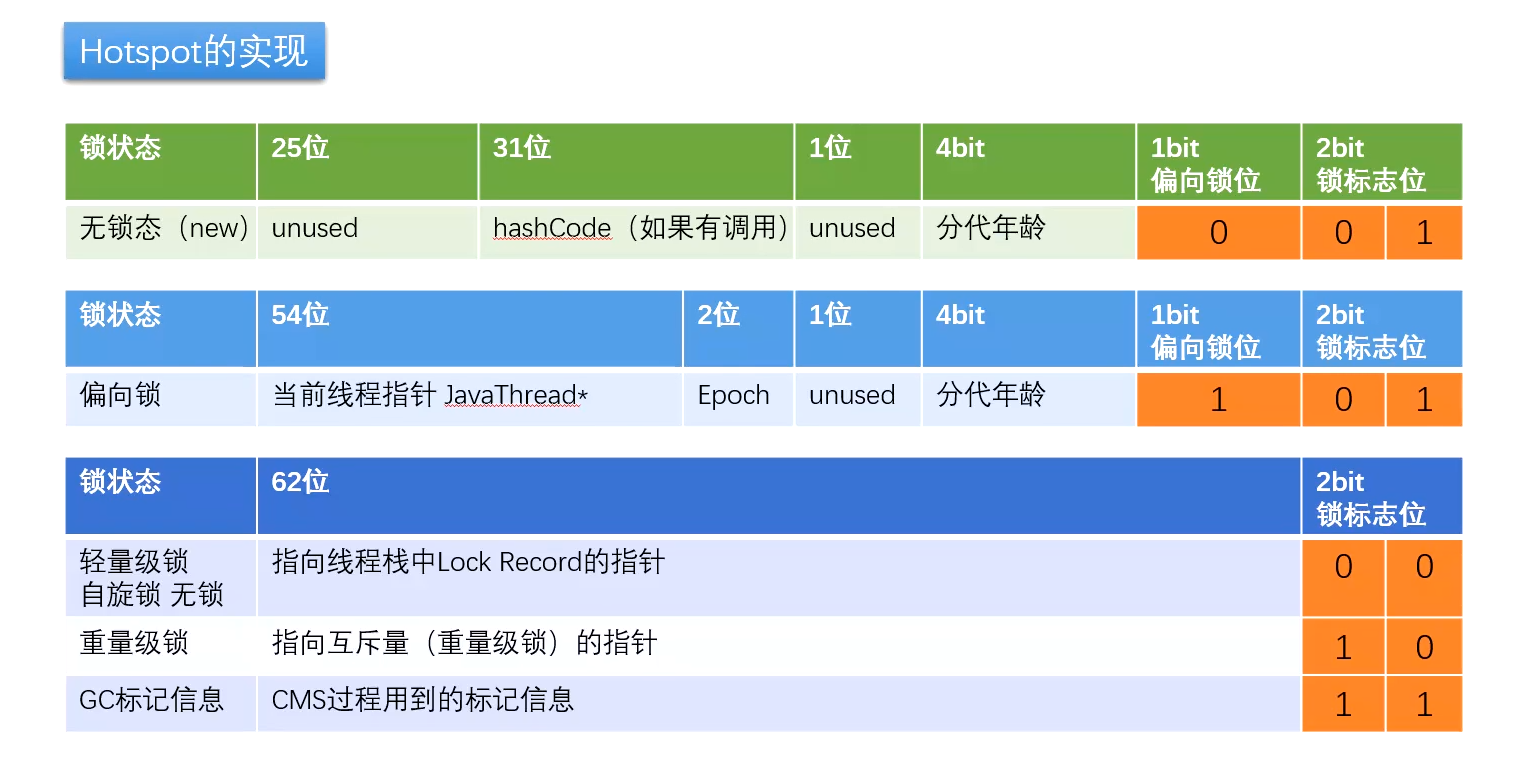 Hotspot的实现
锁状态 25位 31位 1位 4bit 1bit 2bit
偏向锁位 锁标志位
无锁态（new） unused hashCode（如果有调用） unused 分代年龄 0 0 1
锁状态 54位 2位 1位 4bit 1bit 2bit
偏向锁位 锁标志位
偏向锁 当前线程指针 JavaThread* Epoch unused 分代年龄 1 0 1
锁状态 62位 2bit
锁标志位
轻量级锁 指向线程栈中Lock Record的指针 0 0
自旋锁 无锁
重量级锁 指向互斥量（重量级锁）的指针 1 0
GC标记信息 CMS过程用到的标记信息 1 1